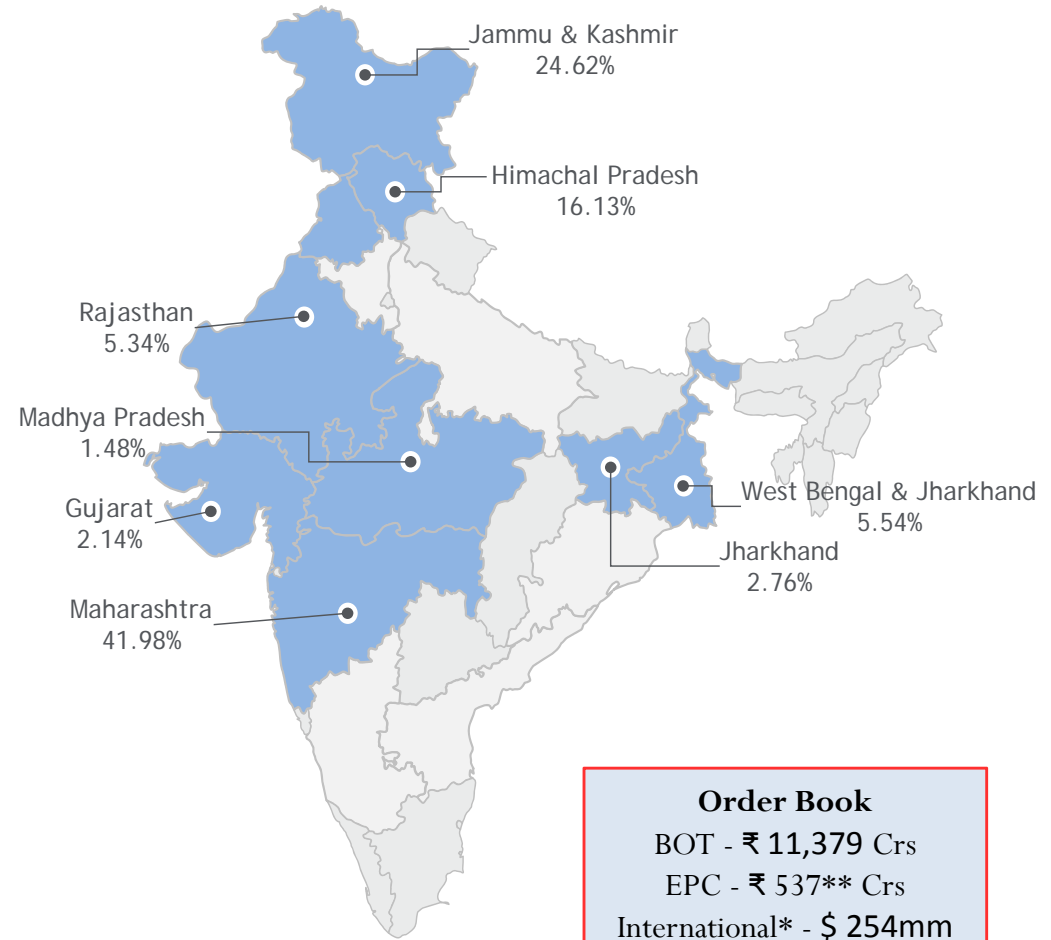 Jammu & Kashmir
24.62%
Himachal Pradesh
16.13%
Rajasthan
5.34%
Madhya Pradesh
1.48%
Gujarat
2.14%
West Bengal & Jharkhand
5.54%
Jharkhand
2.76%
Maharashtra
41.98%
Order Book
BOT - ₹ 11,379 Crs
EPC - ₹ 537** Crs
International* - $ 254mm